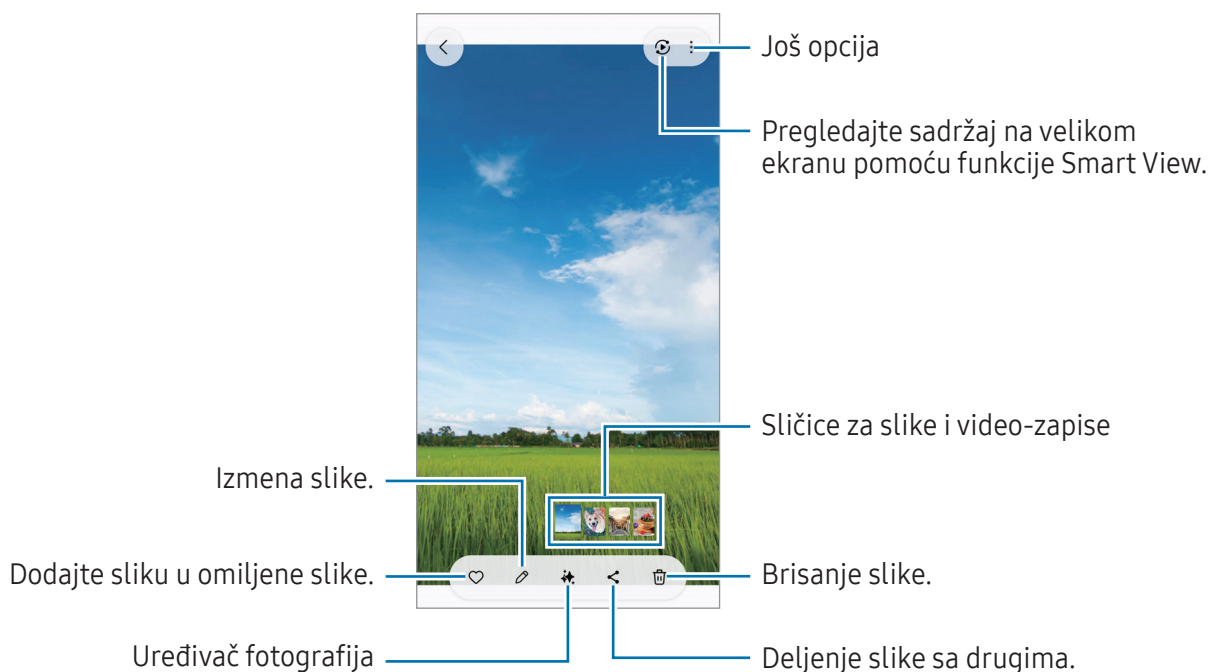 Još opcija
Pregledajte sadržaj na velikom
ekranu pomoću funkcije Smart View.
Sličice za slike i video-zapise
Izmena slike.
Dodajte sliku u omiljene slike.
Brisanje slike.
Uređivač fotografija
Deljenje slike sa drugima.